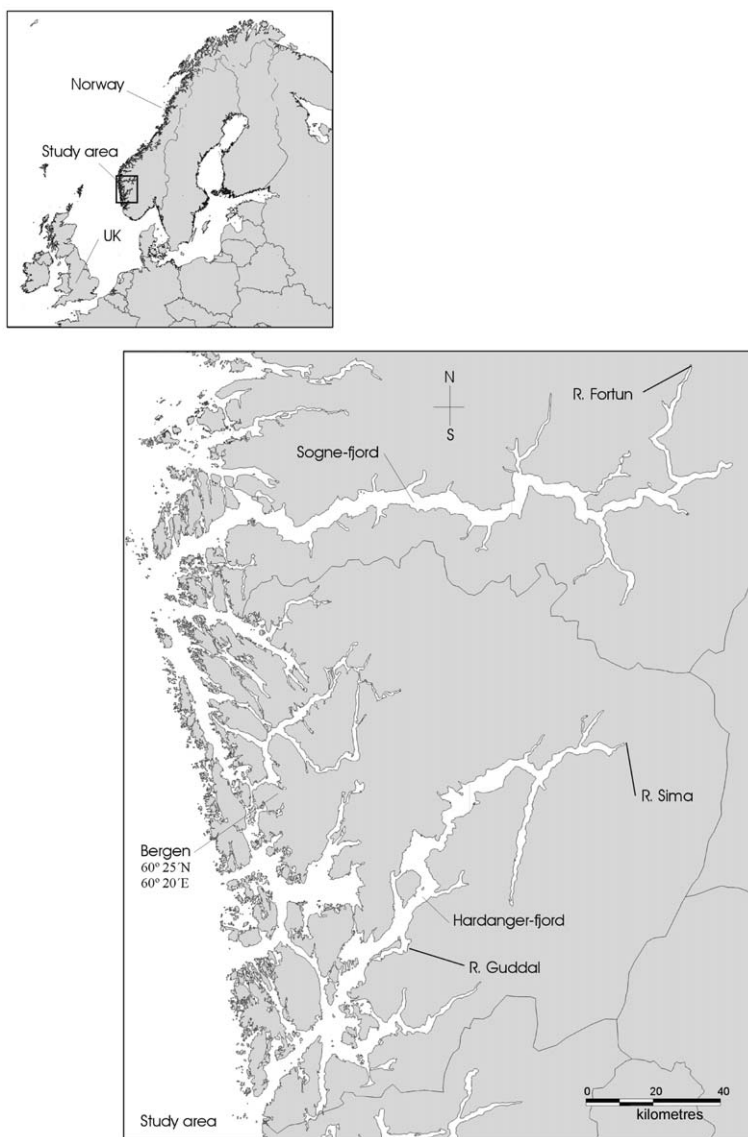 Norway
Study area
UK
N
S
R. Fortun
Sogne-fjord
R. Sima
Bergen
60° 25´N
60° 20´E
Hardanger-fjord
R. Guddal
0 20 40
kilometres
Study area